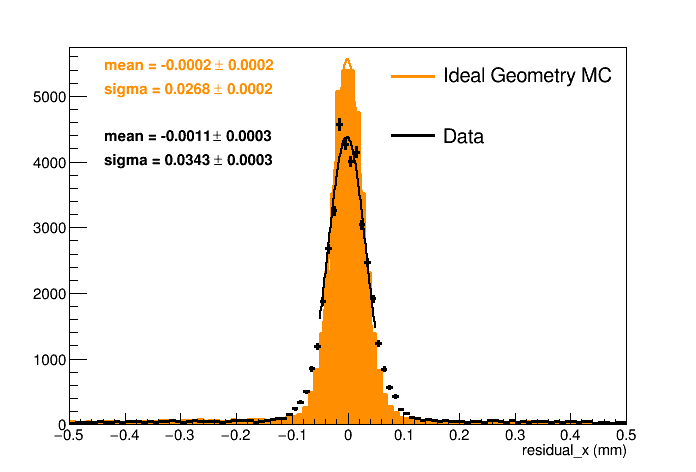 mean = -0.0002 ± 0.0002
sigma = 0.0268 ± 0.0002
mean = -0.0011 ± 0.0003
sigma = 0.0343 ± 0.0003
Ideal Geometry MC
Data
5000
4000
3000
2000
1000
0
−0.5 −0.4 −0.3 −0.2 −0.1 0 0.1 0.2 0.3 0.4 0.5
residual_x (mm)